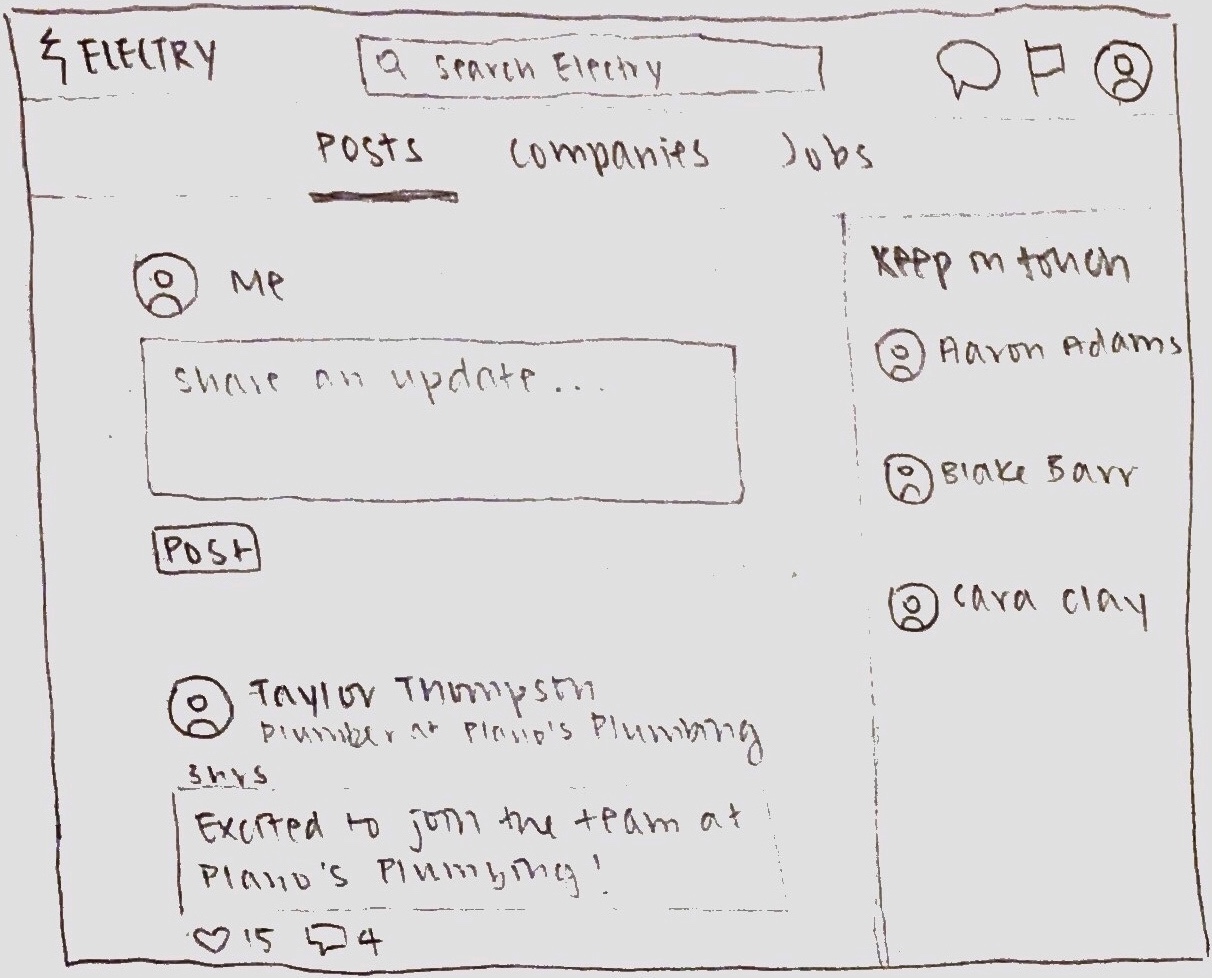 ELECTRY
Search Electry
Posts Companies Jobs
Me
Share an update...
Post
Taylor Thompson
Plumber at Plano's Plumbing
3hrs
Excited to join the team at
Plano's Plumbing!
15 4
Keep in touch
Aaron Adams
Blake Barr
Cara Clay